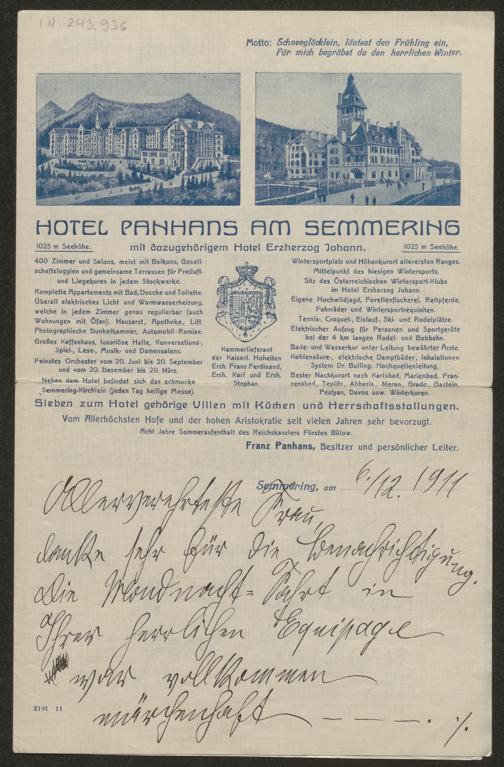 I.N. 243.936
Motto: Schneeglöcklein, läutest den Frühling ein,
Für mich begräbst du den herrlichen Winter.
HOTEL PANHANS AM SEMMERING
1025 m Seehöhe. mit dazugehörigem Hotel Erzherzog Johann. 1025 m Seehöhe.
400 Zimmer und Salons, meist mit Balkons, Gesell-
schaftsloggien und gemeinsame Terrassen für Freiluft-
und Liegekuren in jedem Stockwerke.
Komplette Appartements mit Bad, Dusche und Toilette.
Überall elektrisches Licht und Warmwasserheizung,
welche in jedem Zimmer genau regulierbar (auch
Wohnungen mit Öfen). Hausarzt, Apotheke, Lift.
Photographische Dunkelkammer, Automobil-Remise.
Großes Kaffeehaus, luxuriöse Halle, Konversations-,
Spiel-, Lese-, Musik- und Damensalon.
Feinstes Orchester vom 20. Juni bis 20. September
und vom 20. Dezember bis 20. März.
Neben dem Hotel befindet sich das schmucke
Semmering-Kirchlein (jeden Tag heilige Messe).
Kammerlieferant
der Kaiserl. Hoheiten
Erzh. Franz Ferdinand,
Erzh. Karl und Erzh.
Stephan.
Wintersportplatz und Höhenkurort allerersten Ranges.
Mittelpunkt des hiesigen Wintersports.
Sitz des Österreichischen Wintersport-Klubs
im Hotel Erzherzog Johann.
Eigene Hochwildjagd, Forellenfischerei, Reitpferde,
Fahrräder und Wintersportrequisiten.
Tennis-, Croquet-, Eislauf-, Ski- und Rodelplätze.
Elektrischer Aufzug für Personen und Sportgeräte
bei der 4 km langen Rodel- und Bobbahn.
Bade- und Wasserkur unter Leitung bewährter Ärzte.
Kohlensäure-, elektrische Dampfbäder, Inhalationen
System Dr. Bulling. Hochquellenleitung.
Bester Nachkurort nach Karlsbad, Marienbad, Fran-
zensbad, Teplitz, Abbazia, Meran, Grado, Gastein,
Pestyan, Davos usw. Winterkuren.
Sieben zum Hotel gehörige Villen mit Küchen und Herrschaftsstallungen.
Vom Allerhöchsten Hofe und der hohen Aristokratie seit vielen Jahren sehr bevorzugt.
Acht Jahre Sommeraufenthalt des Reichskanzlers Fürsten Bülow.
Franz Panhans, Besitzer und persönlicher Leiter.
Semmering, am 6./12. 1911
Allerverehrteste Frau,
danke sehr für die Benachrichtigung.
Die Mondnacht-Fahrt in
Ihrer herrlichen Equipage
war vollkommen
märchenhaft — — — —. ./.
2191 11